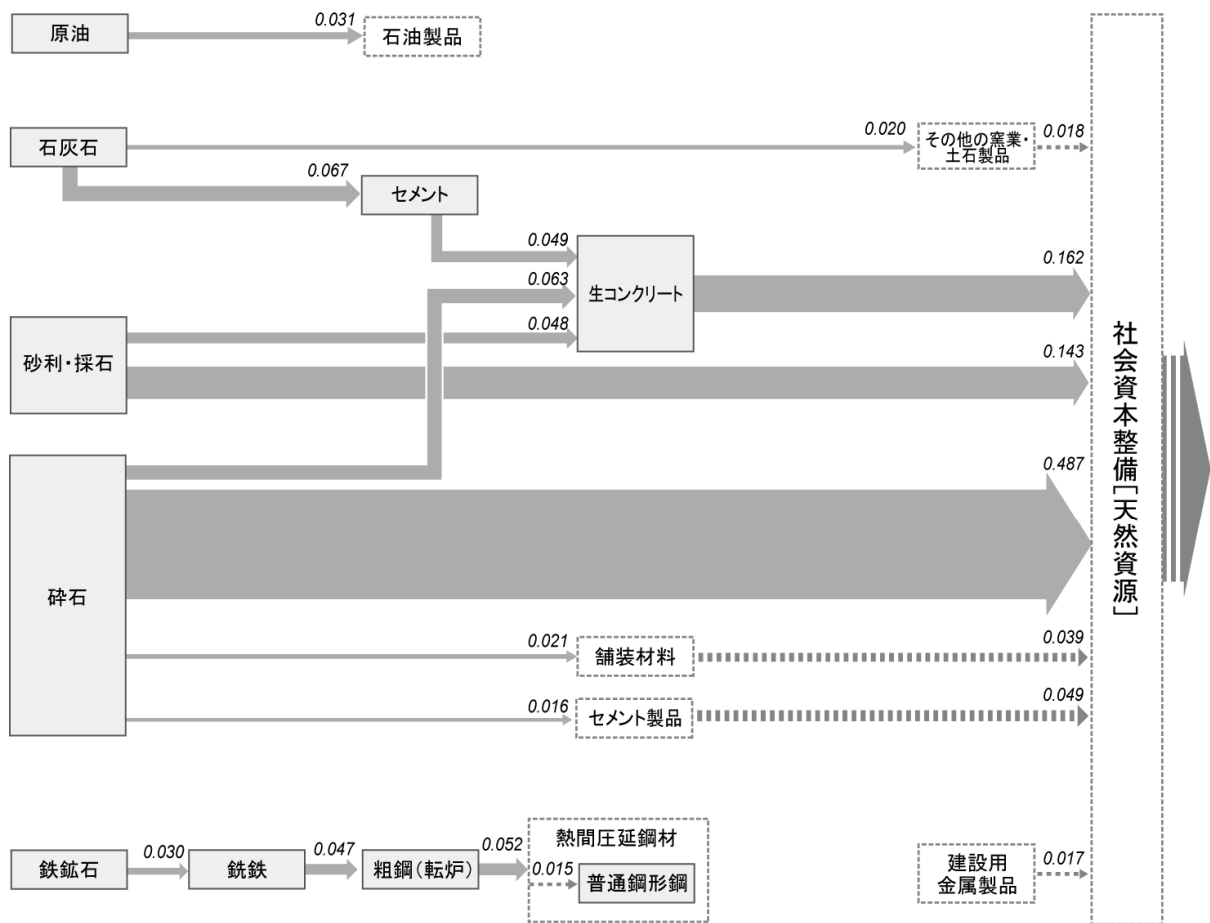 原油
0.031
石油製品
石灰石
0.020
その他の窯業・
土石製品
0.018
0.067
セメント
0.049
0.063
0.048
生コンクリート
0.162
砂利・採石
0.143
砕石
0.487
0.021
舗装材料
0.039
0.016
セメント製品
0.049
鉄鉱石
0.030
銑鉄
0.047
粗鋼(転炉)
0.052
熱間圧延鋼材
0.015
普通鋼形鋼
建設用
金属製品
0.017
社会資本整備[天然資源]